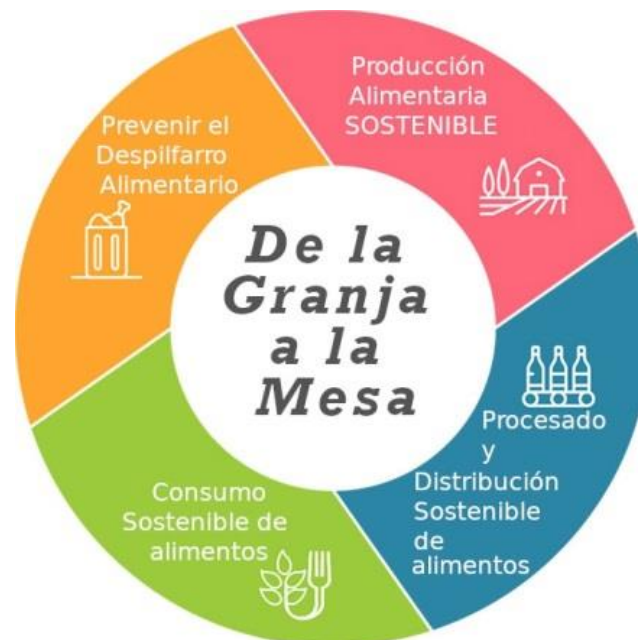 De la
Granja
a la
Mesa
Producción
Alimentaria
SOSTENIBLE
Procesado
y
Distribución
Sostenible
de
alimentos
Consumo
Sostenible de
alimentos
Prevenir el
Despilfarro
Alimentario